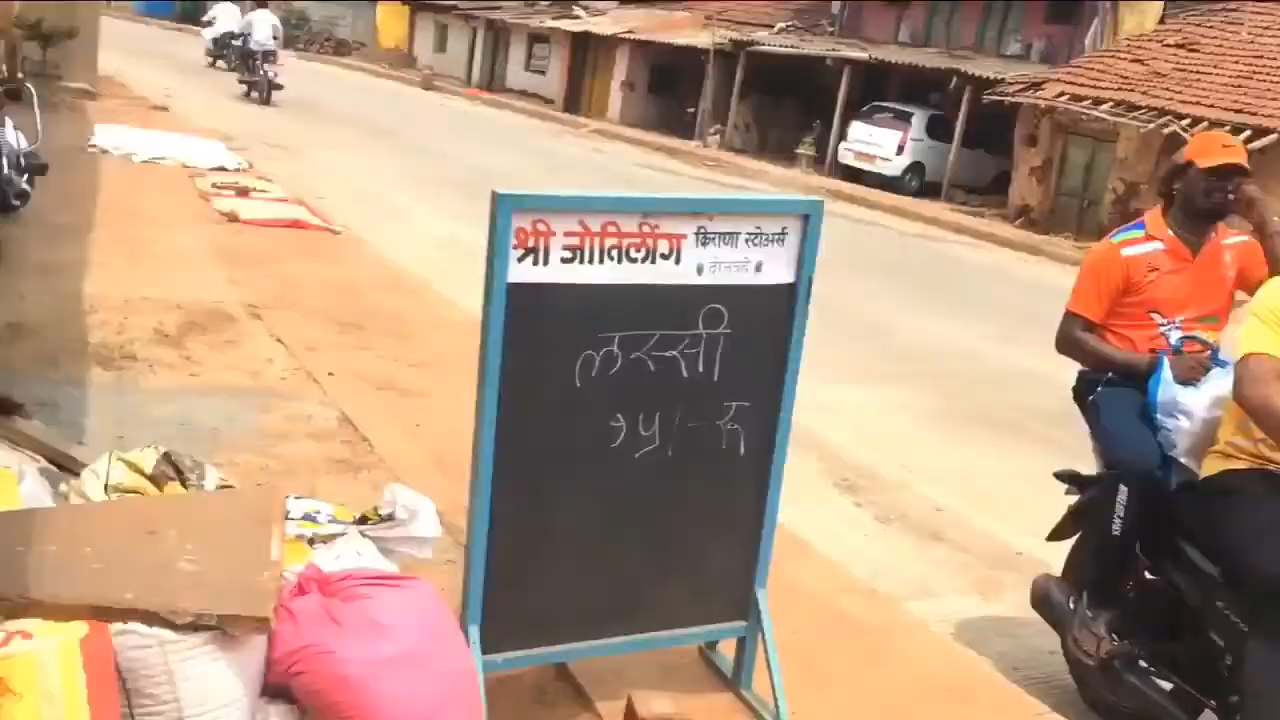 श्री जोतिर्लींग किराणा स्टोअर्स
लस्सी
१५/- रू